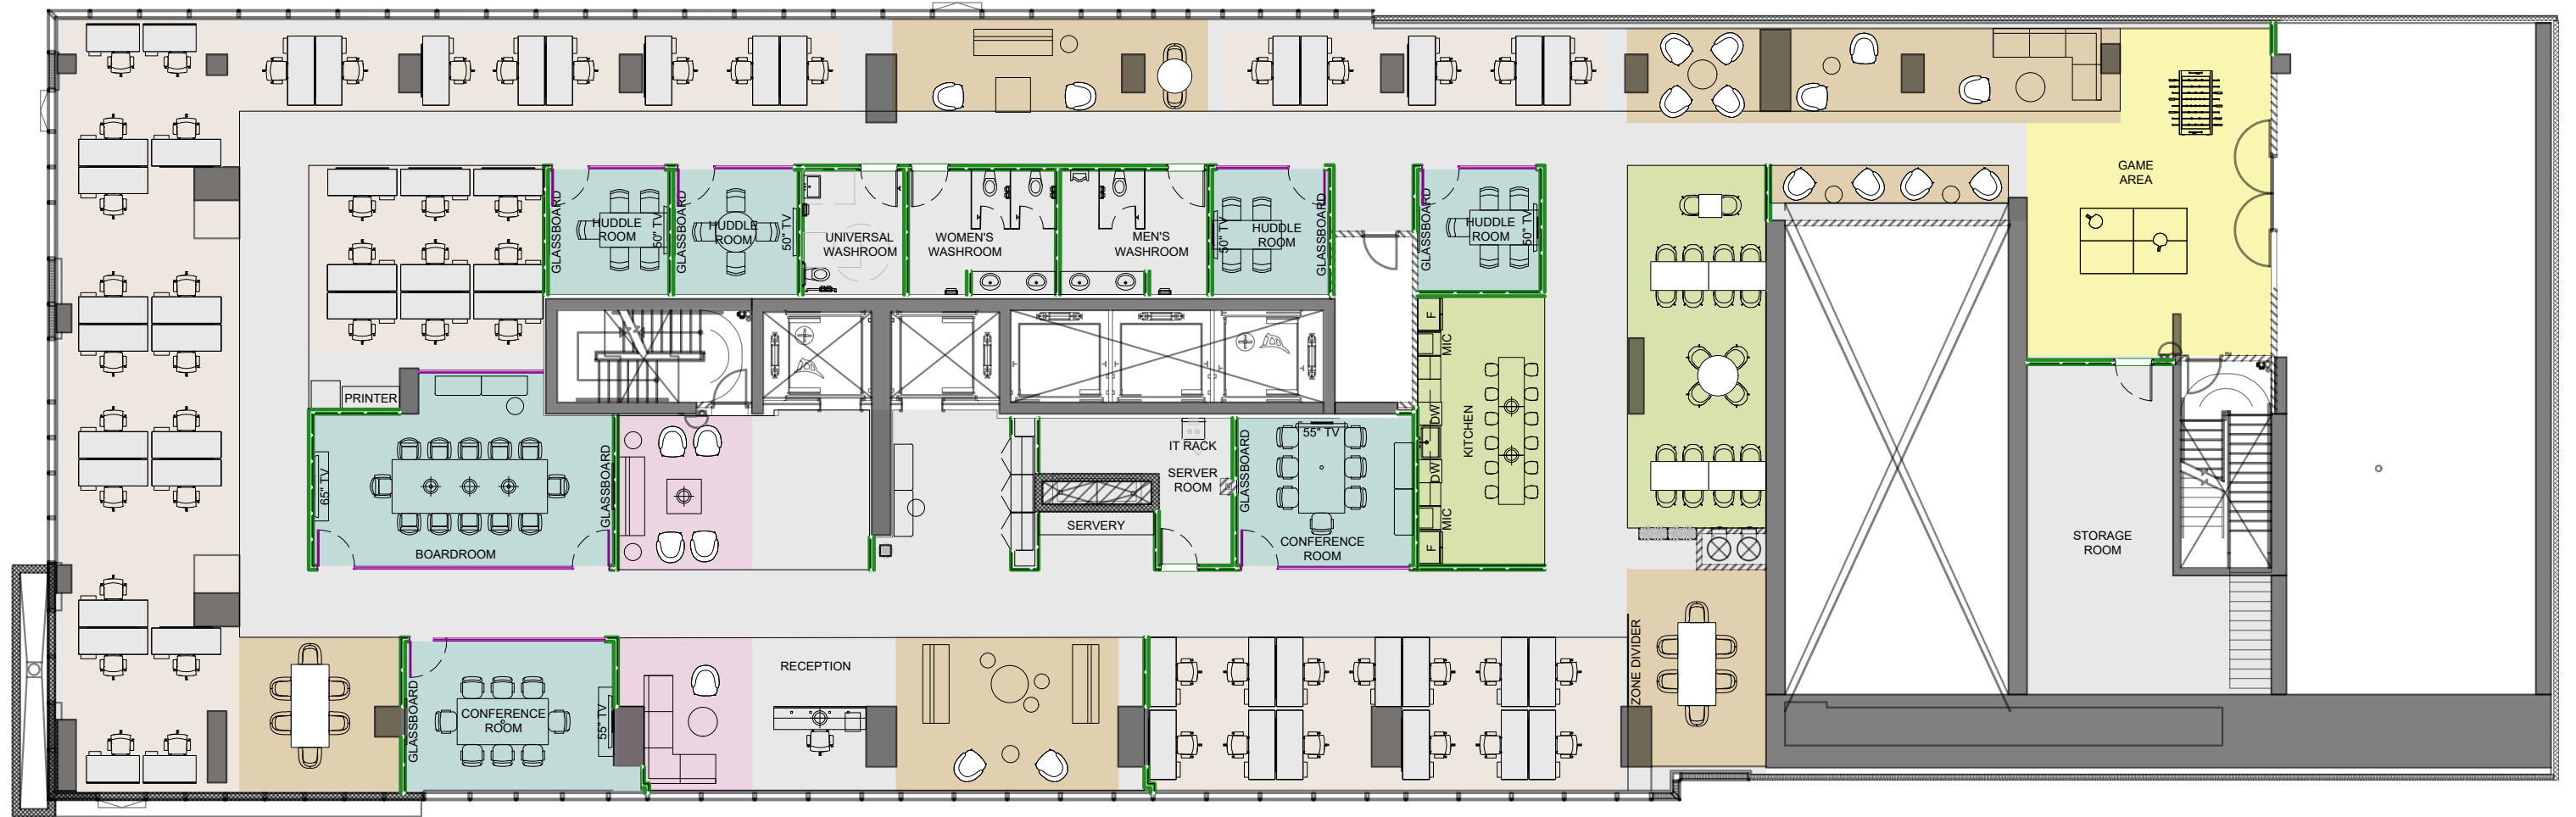 GAME
AREA
GLASSBOARD
HUDDLE
ROOM
50" TV
GLASSBOARD
HUDDLE
ROOM
50" TV
UNIVERSAL
WASHROOM
WOMEN'S
WASHROOM
MEN'S
WASHROOM
50" TV
HUDDLE
ROOM
GLASSBOARD
GLASSBOARD
HUDDLE
ROOM
50" TV
F
MIC
DW
KITCHEN
DW
MIC
F
PRINTER
65" TV
BOARDROOM
GLASSBOARD
IT RACK
SERVER
ROOM
SERVERY
GLASSBOARD
55" TV
CONFERENCE
ROOM
STORAGE
ROOM
GLASSBOARD
CONFERENCE
ROOM
55" TV
RECEPTION
ZONE DIVIDER